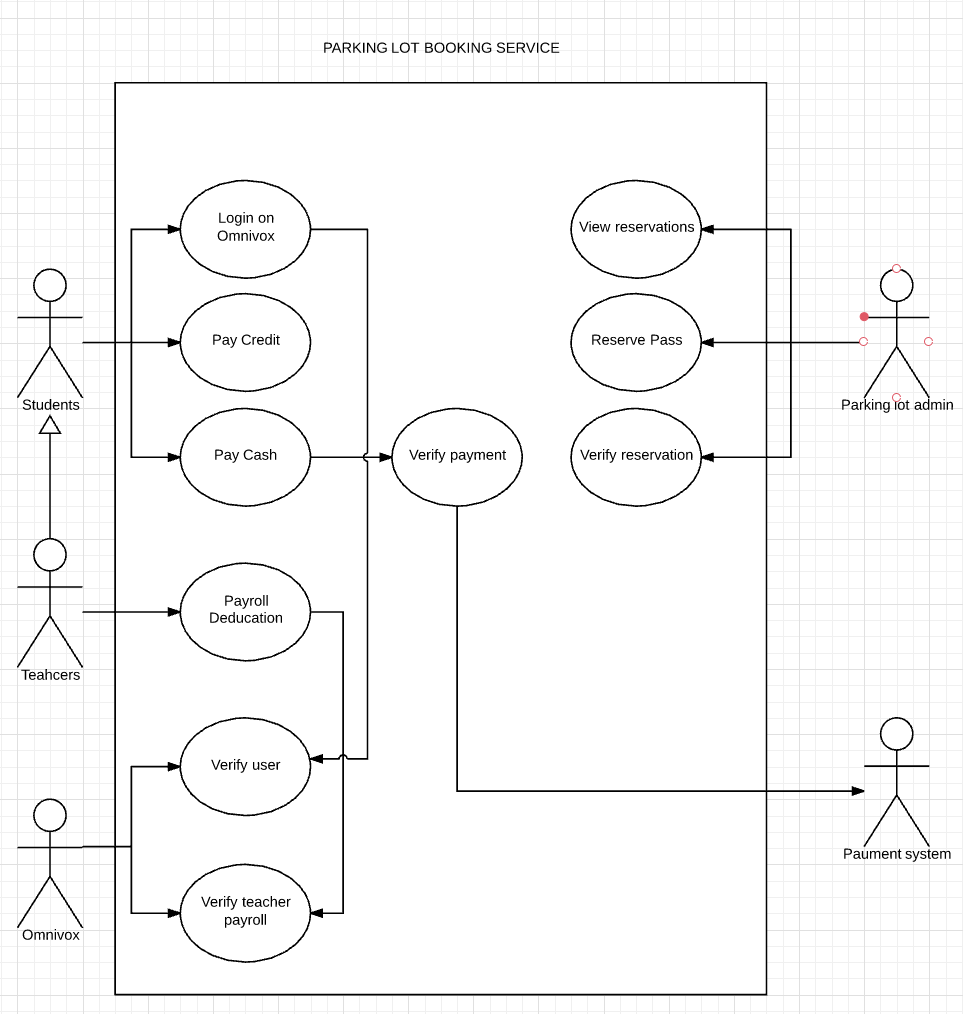 PARKING LOT BOOKING SERVICE
Login on
Omnivox
View reservations
Pay Credit
Reserve Pass
Students
Parking lot admin
Pay Cash
Verify payment
Verify reservation
Payroll
Deducation
Teahcers
Verify user
Paument system
Verify teacher
payroll
Omnivox